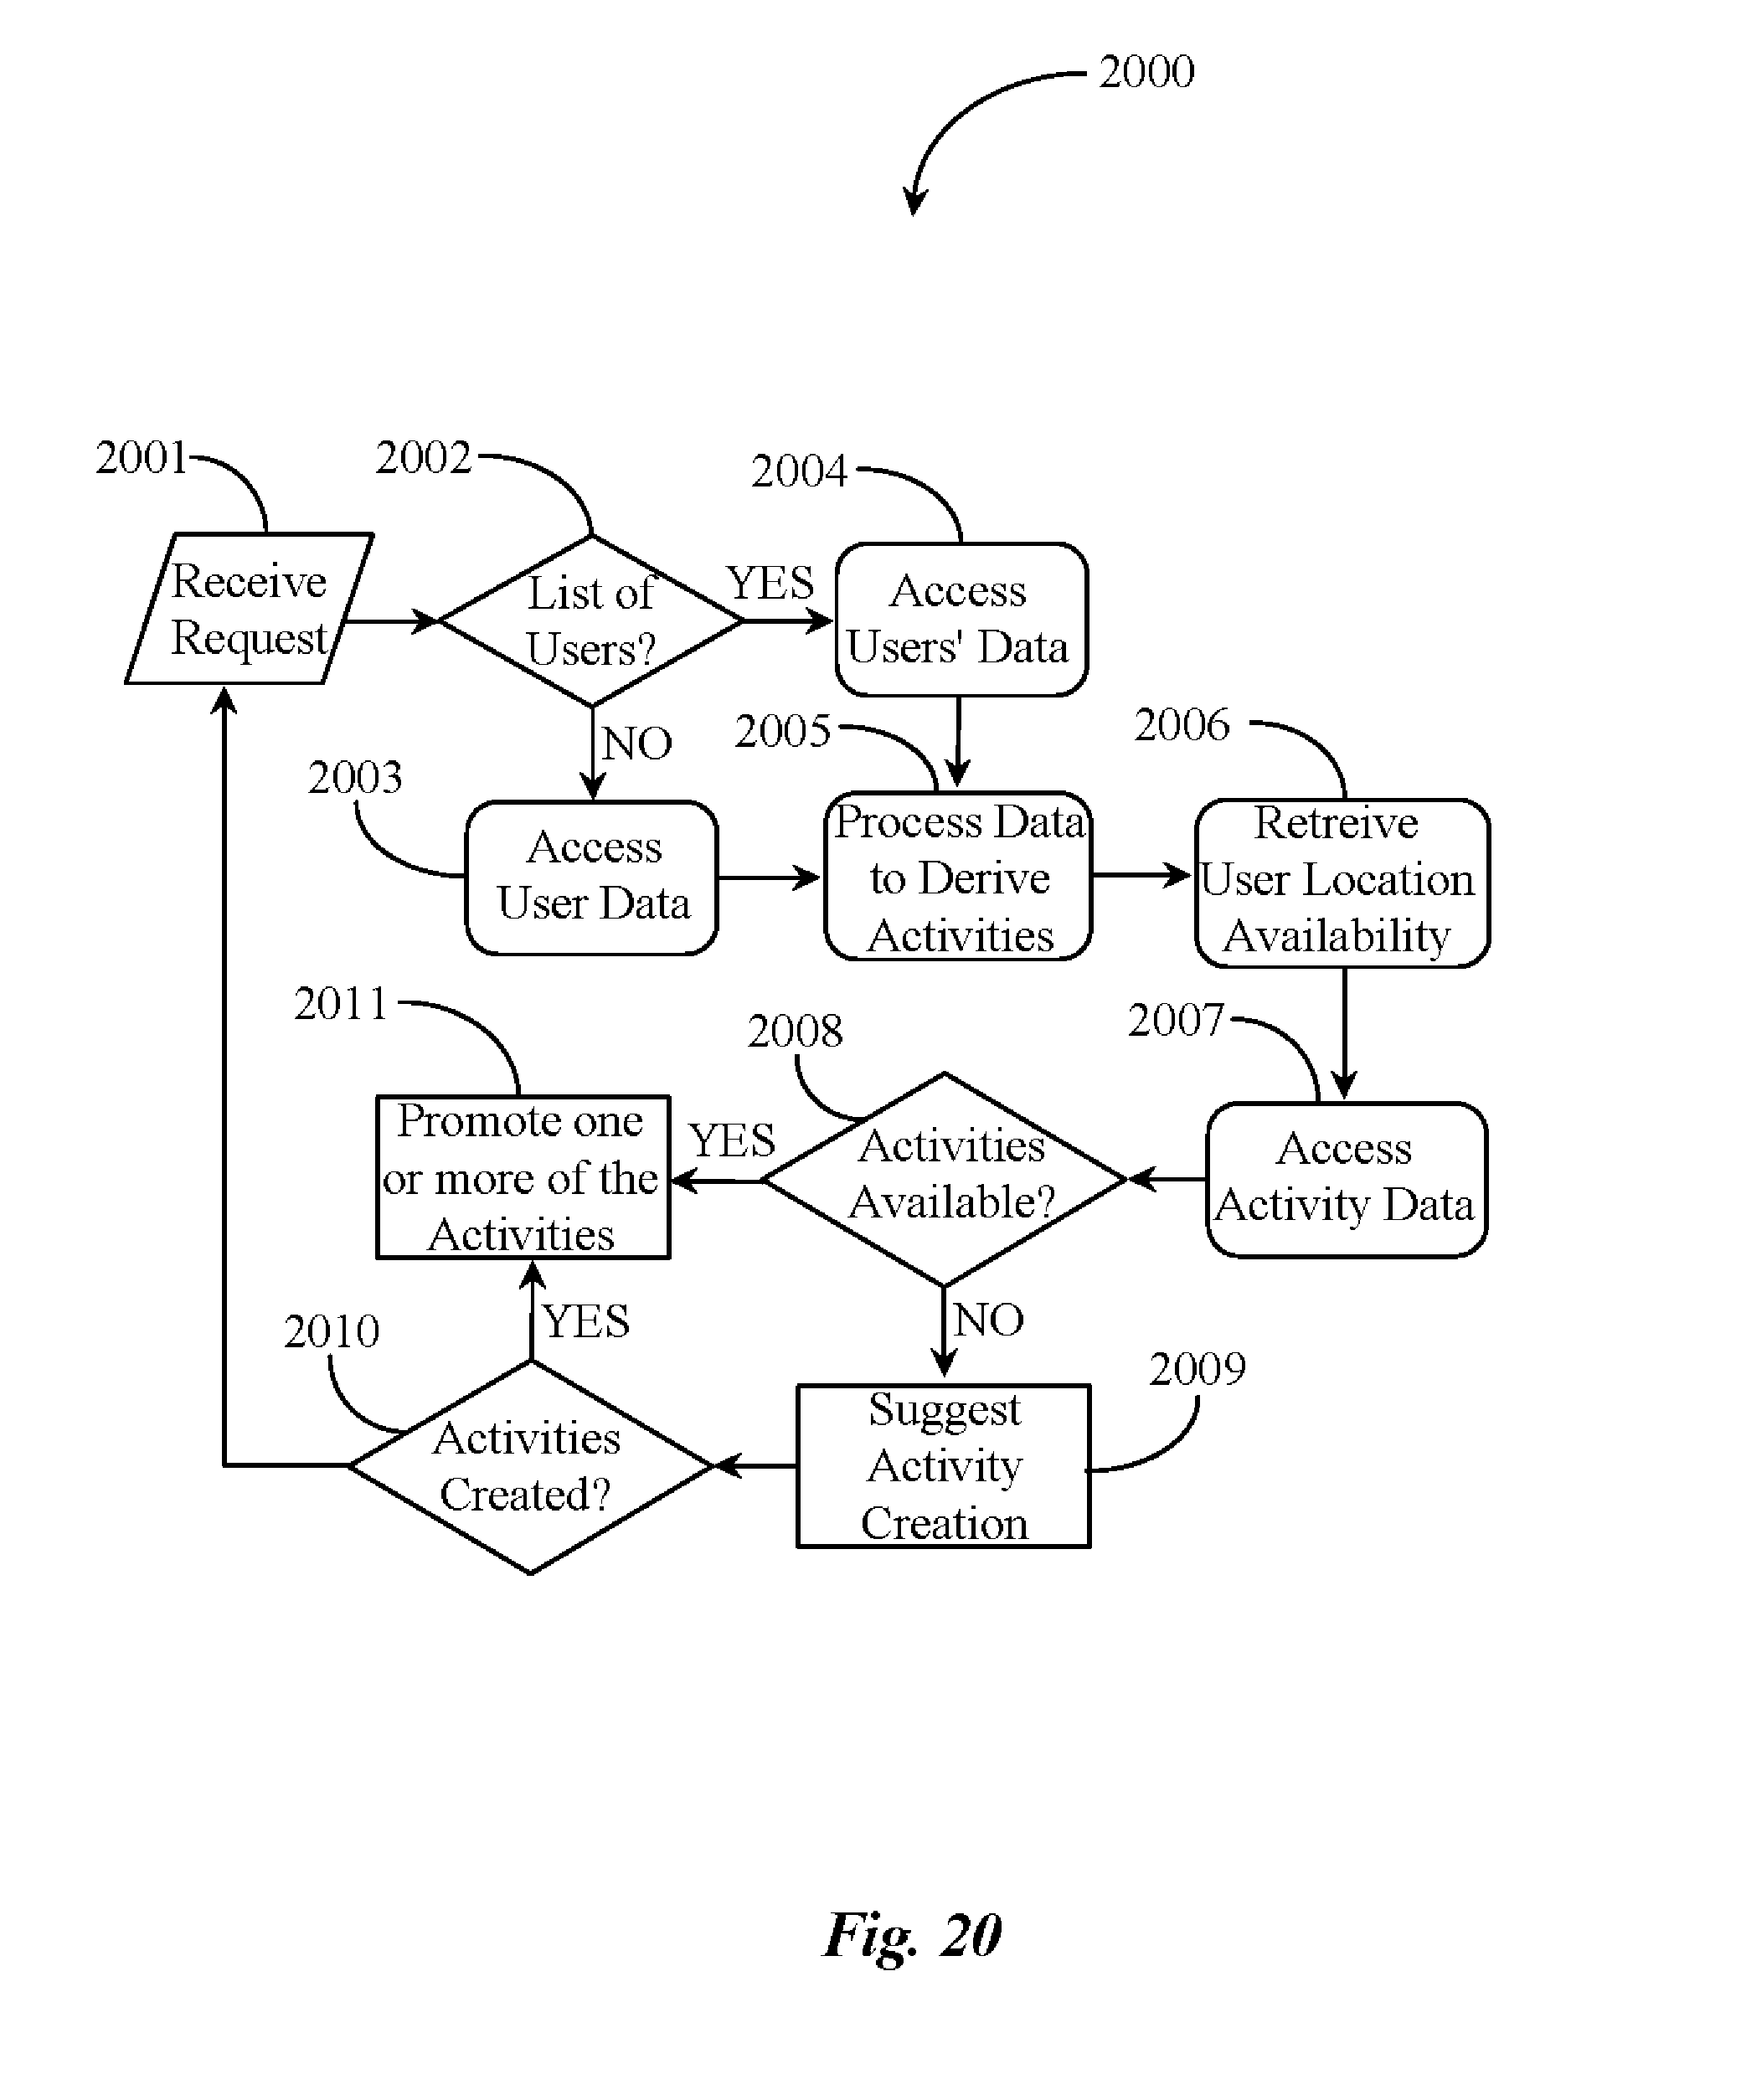 2000
2001
2002
2004
Receive
Request
List of
Users?
YES
Access
Users' Data
NO
2003
2005
2006
Access
User Data
Process Data
to Derive
Activities
Retreive
User Location
Availability
2011
2008
2007
Promote one
or more of the
Activities
YES
Activities
Available?
Access
Activity Data
2010
YES
NO
2009
Activities
Created?
Suggest
Activity
Creation
Fig. 20